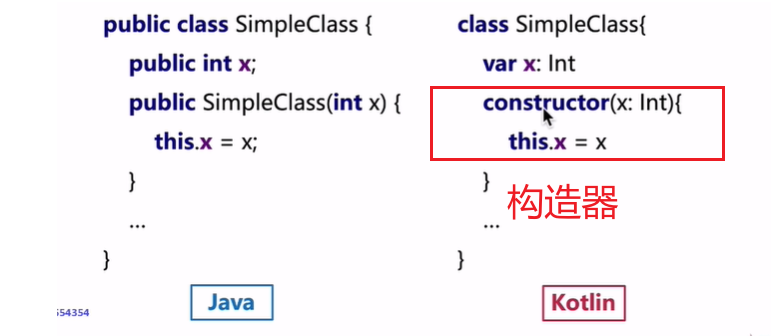 public class SimpleClass {
public int x;
public SimpleClass(int x) {
this.x = x;
}
...
}
Java
class SimpleClass{
var x: Int
constructor(x: Int){
this.x = x
}
构造器
...
}
Kotlin
554354